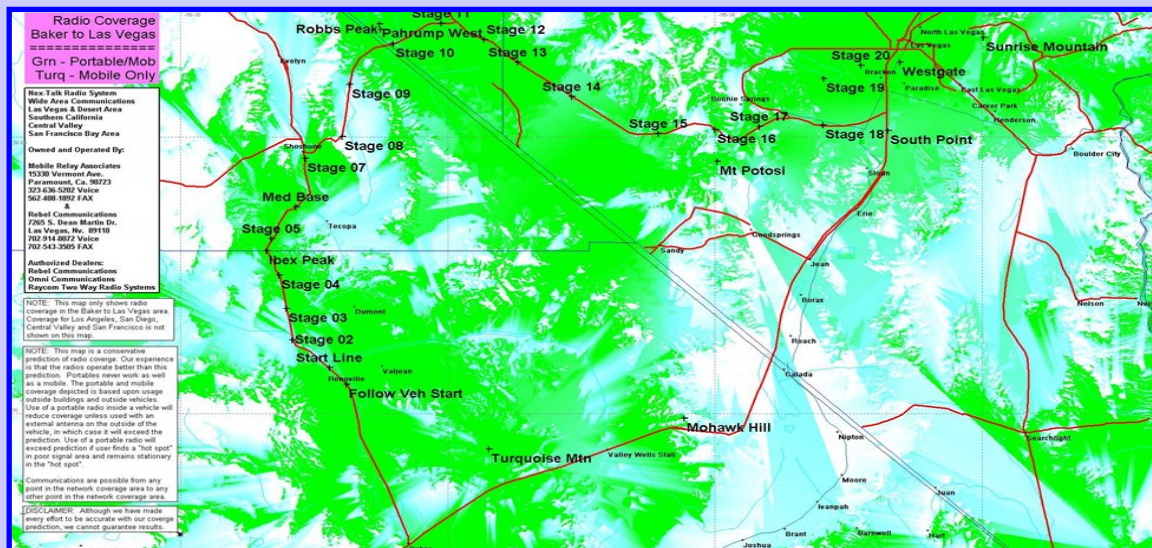 Radio Coverage
Baker to Las Vegas
===============
Grn - Portable/Mob
Turq - Mobile Only
Nex-Talk Radio System
Wide Area Communications
Las Vegas & Desert Area
Southern California
Central Valley
San Francisco Bay Area
Owned and Operated By:
Mobile Relay Associates
15330 Vermont Ave.
Paramount, Ca. 90723
323-636-5202 Voice
562-408-1892 FAX
&
Rebel Communications
7265 S. Dean Martin Dr.
Las Vegas, Nv. 89118
702-914-8072 Voice
702-543-3505 FAX
Authorized Dealers:
Rebel Communications
Omni Communications
Raycom Two Way Radio Systems
NOTE: This map only shows radio
coverage in the Baker to Las Vegas area.
Coverage for Los Angeles, San Diego,
Central Valley and San Francisco is not
shown on this map.
NOTE: This map is a conservative
prediction of radio coverge. Our experience
is that the radios operate better than this
prediction. Portables never work as well
as a mobile. The portable and mobile
coverage depicted is based upon usage
outside buildings and outside vehicles.
Use of a portable radio inside a vehicle will
reduce coverage unless used with an
external antenna on the outside of the
vehicle, in which case it will exceed the
prediction. Use of a portable radio will
exceed prediction if user finds a "hot spot"
in poor signal area and remains stationary
in the "hot spot".
Communications are possible from any
point in the network coverage area to any
other point in the network coverage area.
DISCLAIMER: Although we have made
every effort to be accurate with our coverge
prediction, we cannot guarantee results.
Stage 11
Robbs Peak
Pahrump West
Stage 12
Stage 10
Stage 13
North Las Vegas
Las Vegas
Sunrise Mountain
Stage 20
Evelyn
Bracken
Westgate
Stage 14
Stage 19
Paradise
East Las Vegas
Stage 09
Bonnie Springs
Carver Park
Stage 17
Henderson
Stage 15
Stage 16
Stage 18
South Point
Shoshone
Stage 08
Boulder City
Stage 07
Mt Potosi
Sloan
Med Base
Erie
Stage 05
Tecopa
Goodsprings
Sandy
Ibex Peak
Jean
Stage 04
Borax
Nelson
Stage 03
Dumont
Stage 02
Roach
Start Line
Renoville
Valjean
Calada
Follow Veh Start
Mohawk Hill
Nipton
Searchlight
Turquoise Mtn
Valley Wells Stati
Moore
Juan
Ivanpah
Brant
Barnwell
Hart
Joshua